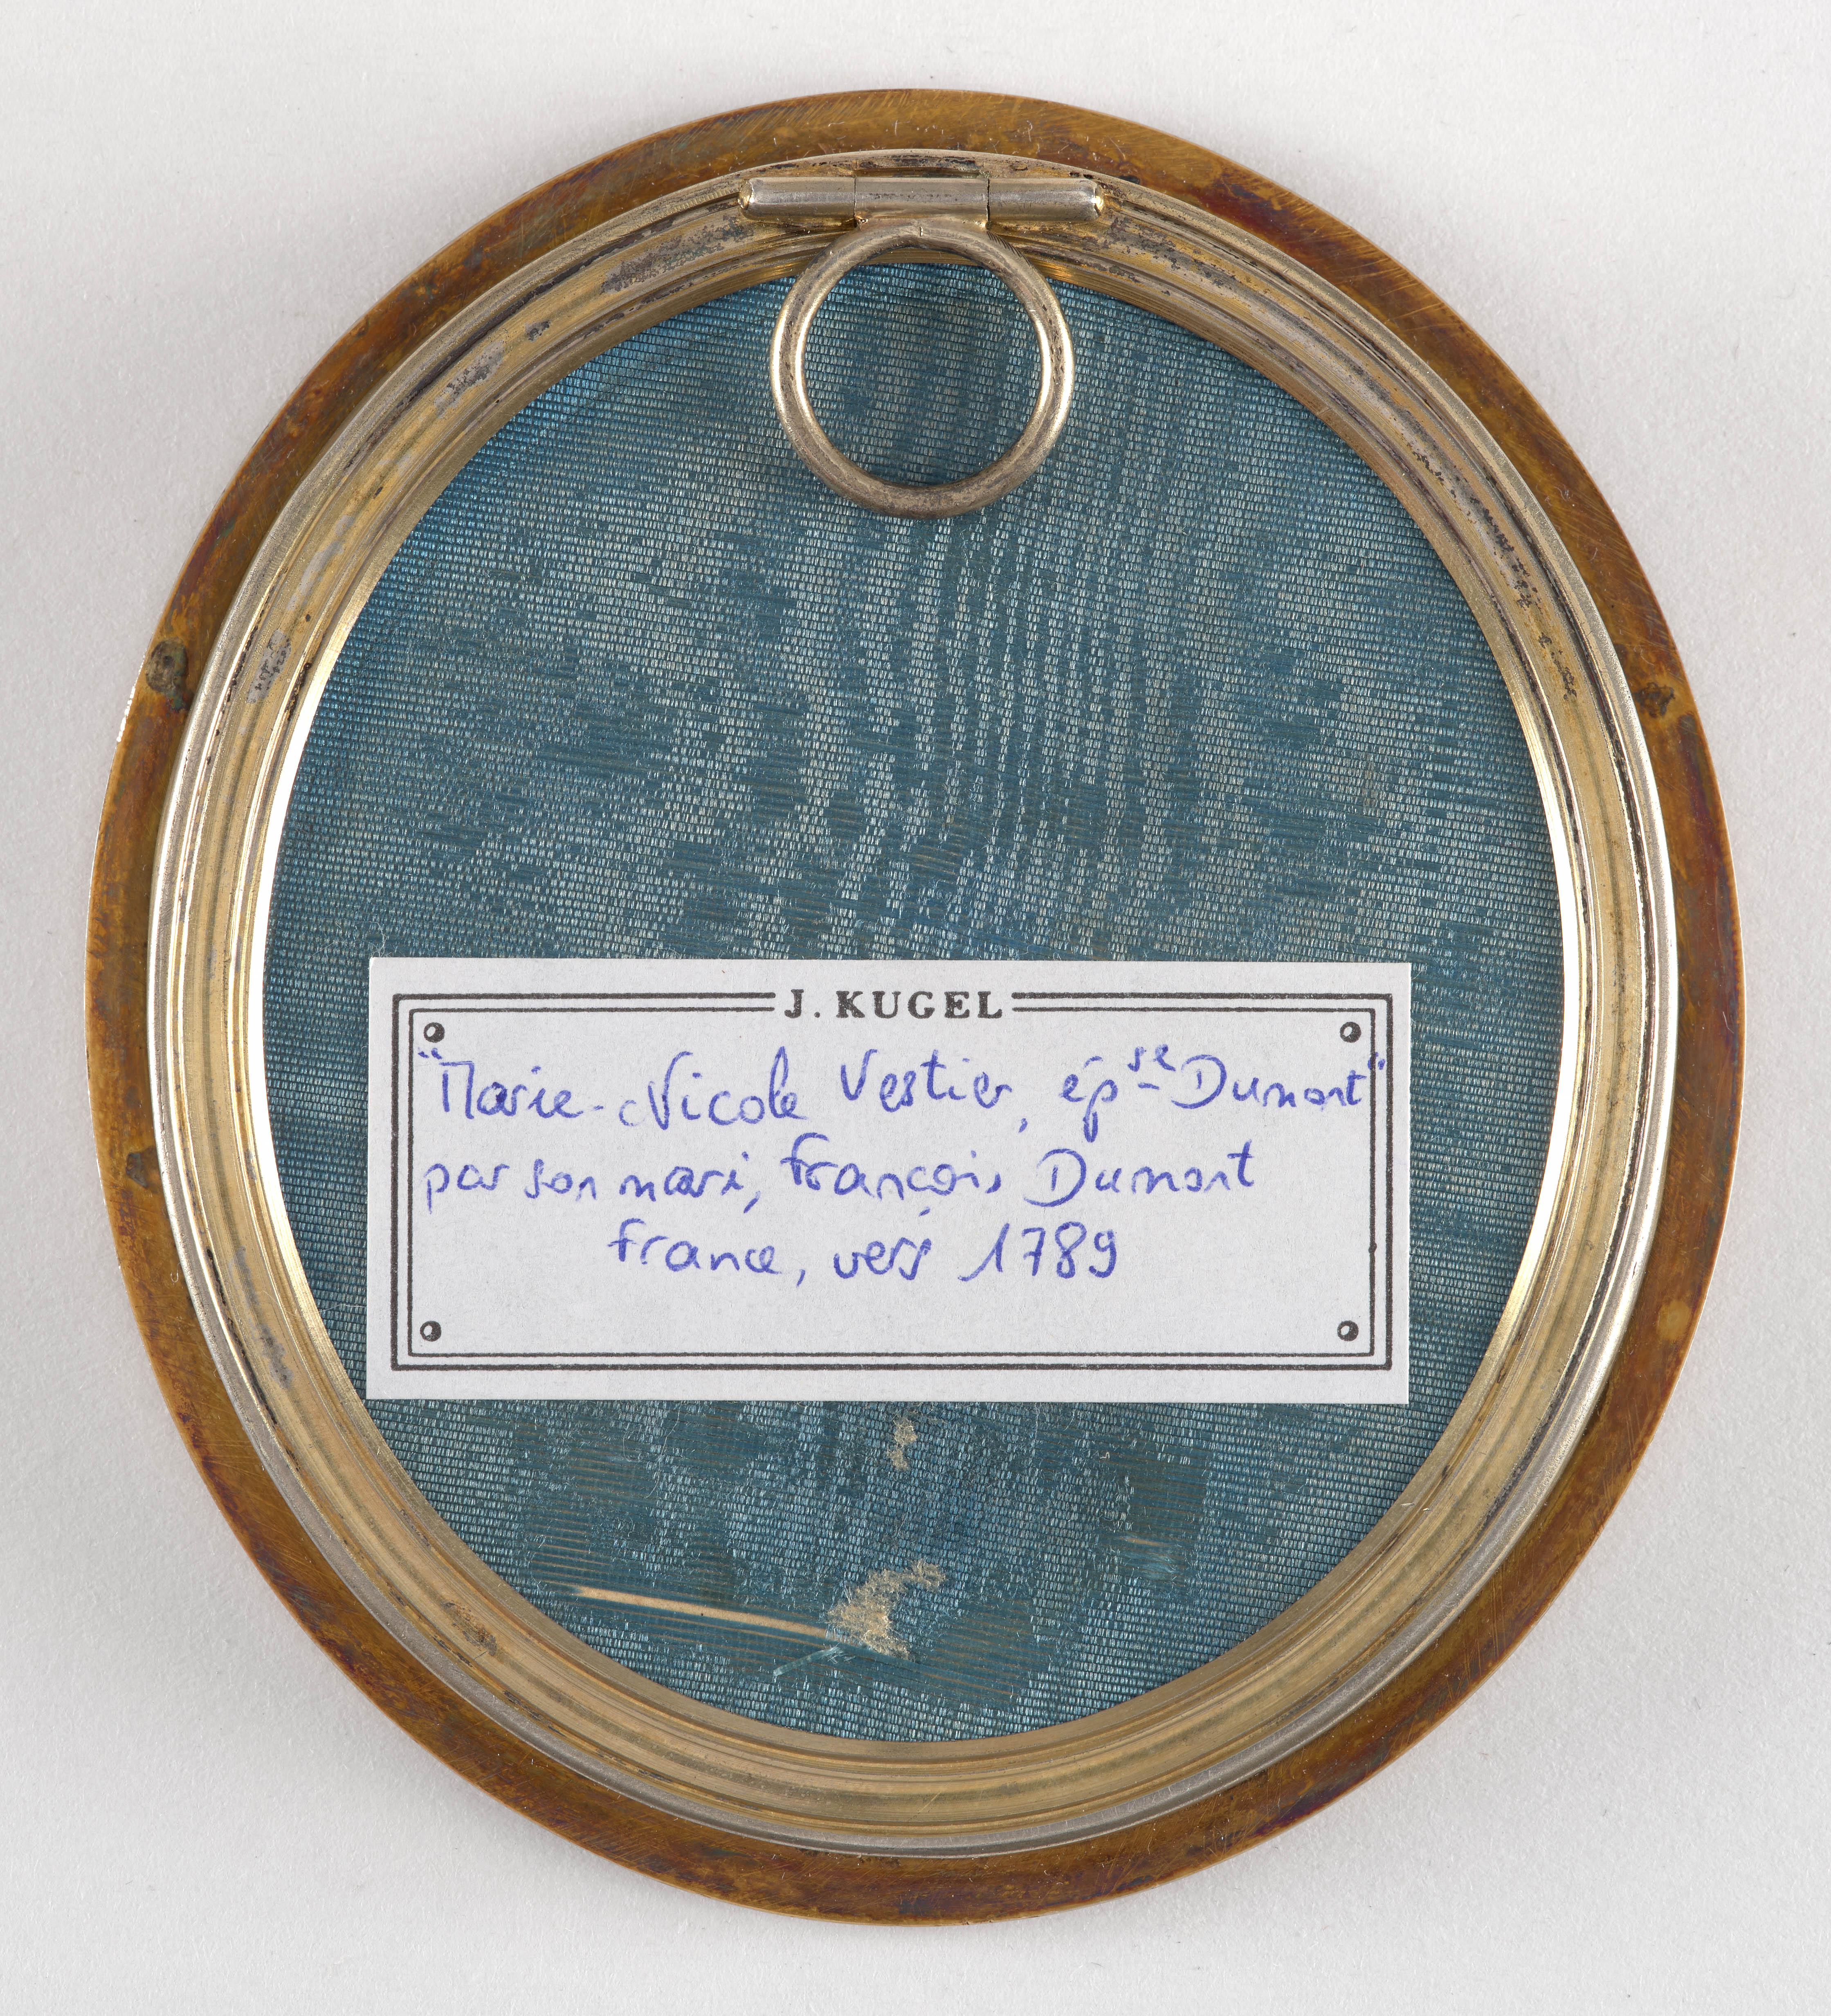 J. KUGEL
"Marie-Nicole Vestier, épse Dumont"
par son mari, François Dumont
France, vers 1789